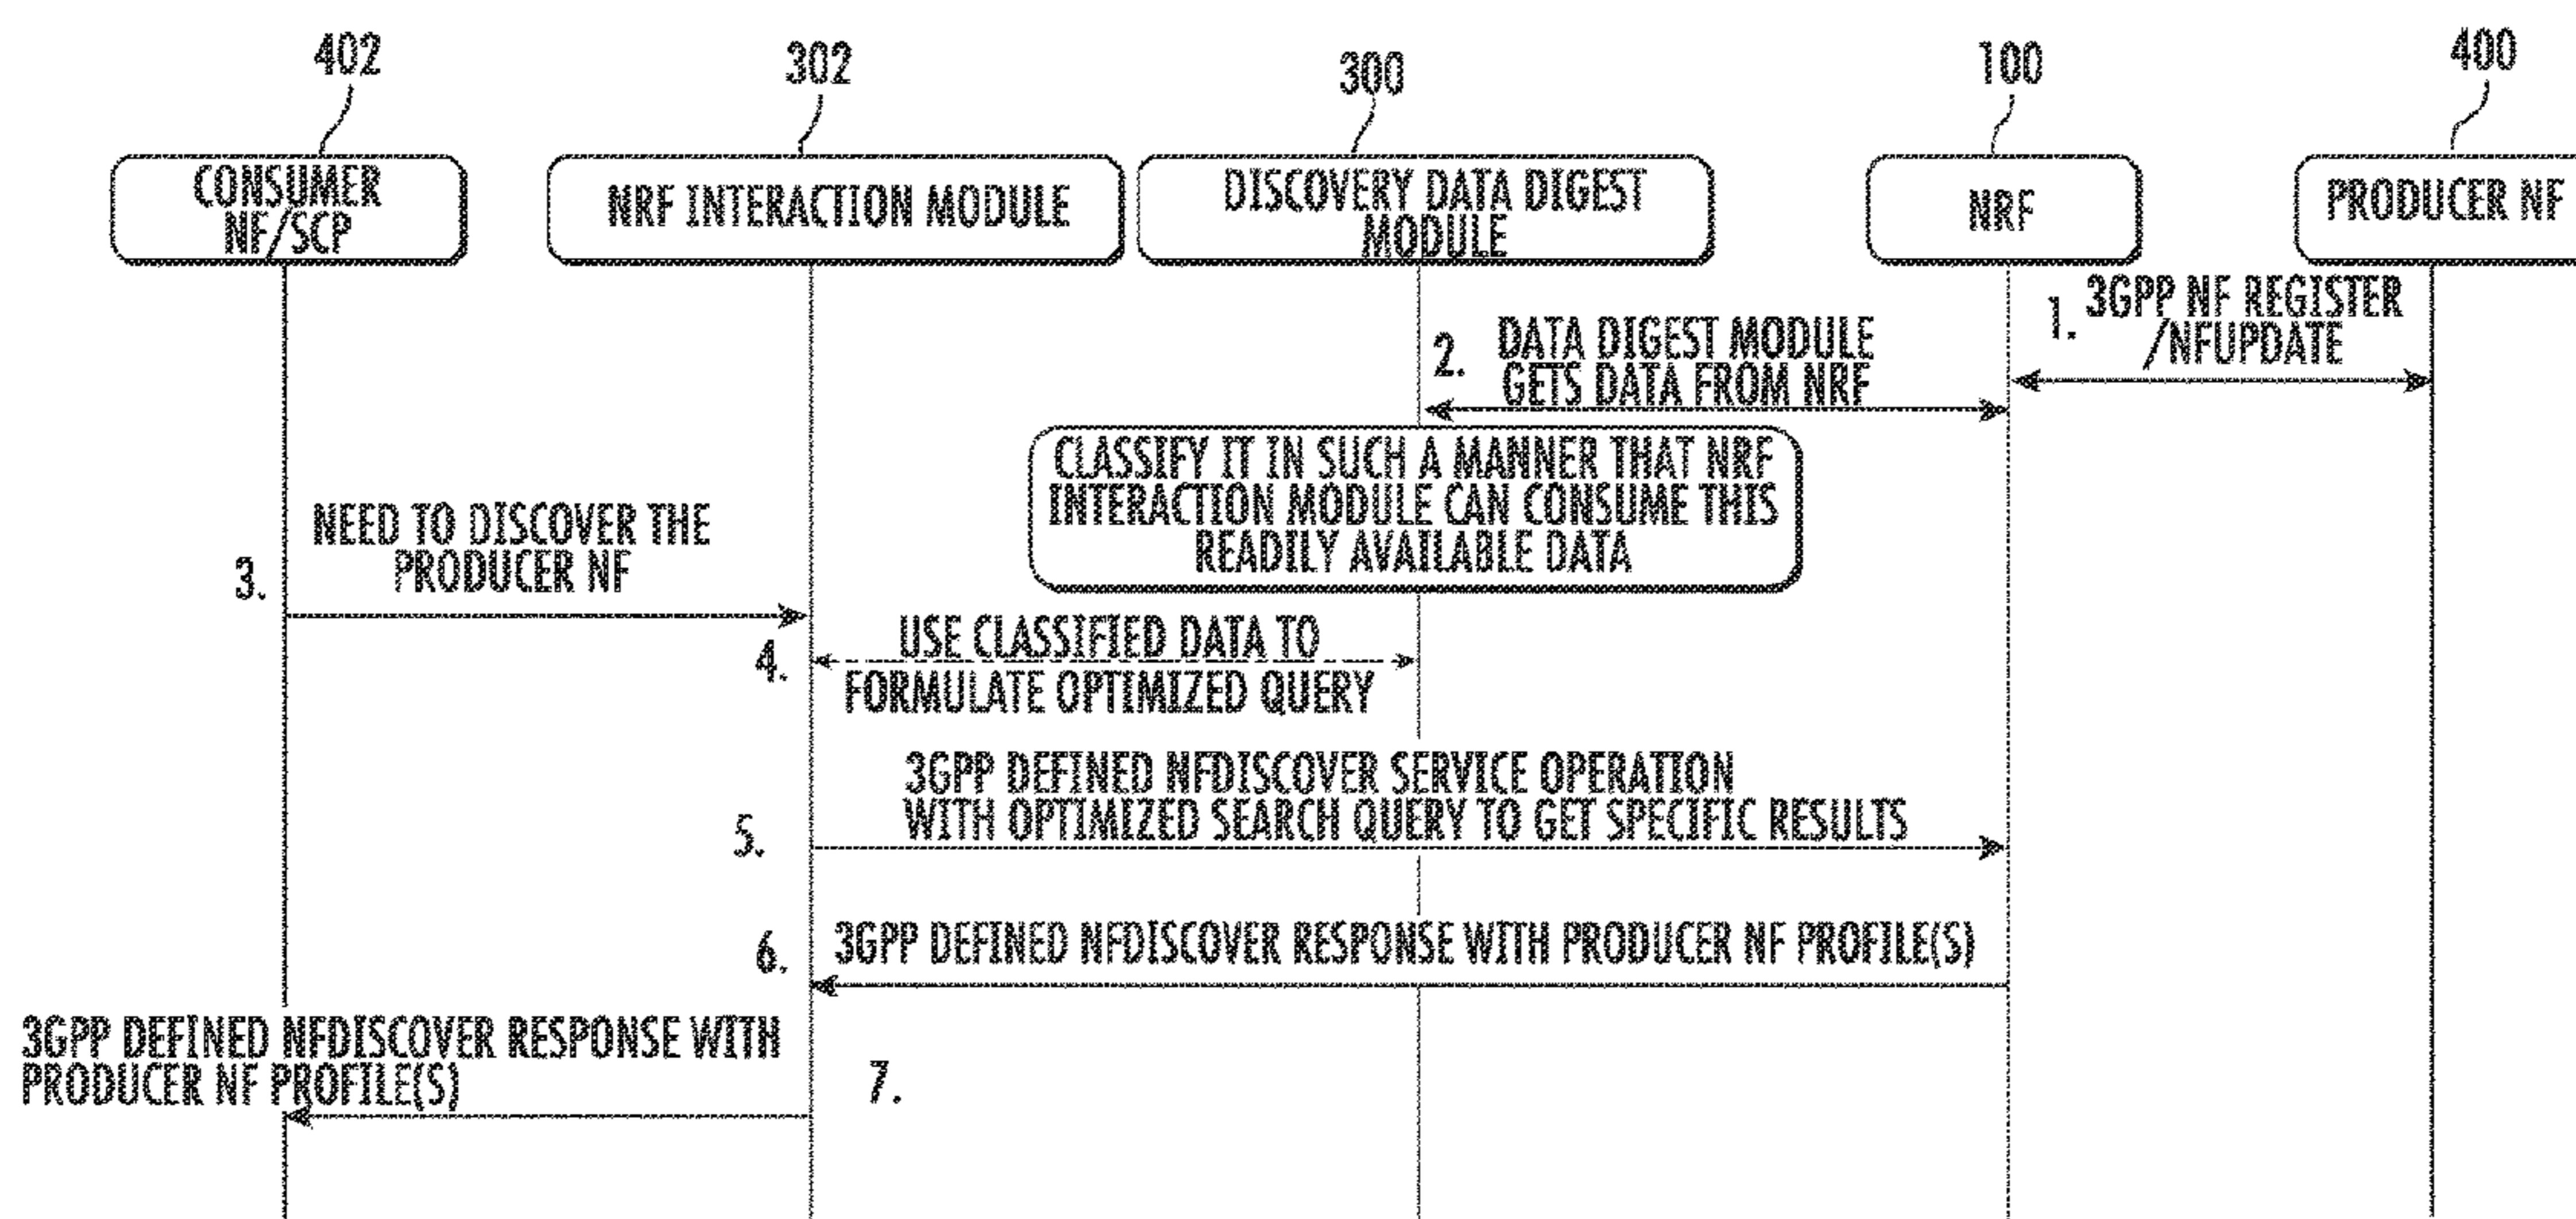 402
302
300
100
400
CONSUMER
NF/SCP
NRF INTERACTION MODULE
DISCOVERY DATA DIGEST
MODULE
NRF
PRODUCER NF
1. 3GPP NF REGISTER
/NFUPDATE
2. DATA DIGEST MODULE
GETS DATA FROM NRF
CLASSIFY IT IN SUCH A MANNER THAT NRF
INTERACTION MODULE CAN CONSUME THIS
READILY AVAILABLE DATA
3. NEED TO DISCOVER THE
PRODUCER NF
4. USE CLASSIFIED DATA TO
FORMULATE OPTIMIZED QUERY
5. 3GPP DEFINED NFDISCOVER SERVICE OPERATION
WITH OPTIMIZED SEARCH QUERY TO GET SPECIFIC RESULTS
6. 3GPP DEFINED NFDISCOVER RESPONSE WITH PRODUCER NF PROFILE(S)
3GPP DEFINED NFDISCOVER RESPONSE WITH
PRODUCER NF PROFILE(S)
7.